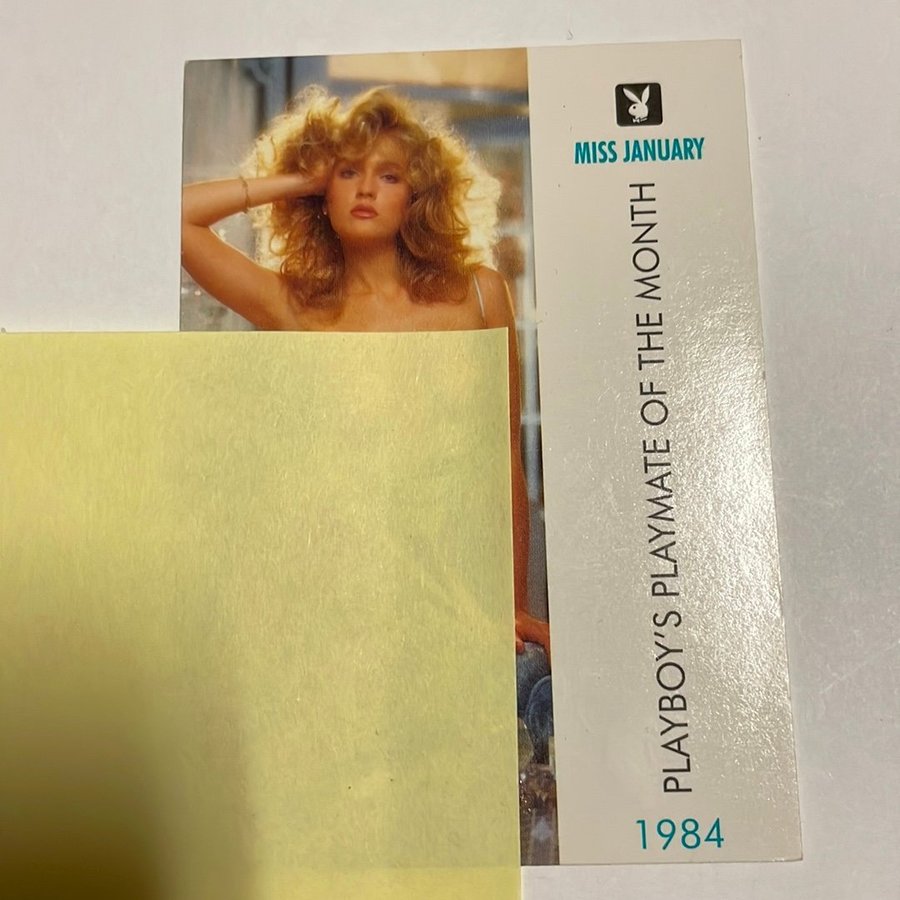 MISS JANUARY
PLAYBOY'S PLAYMATE OF THE MONTH
1984